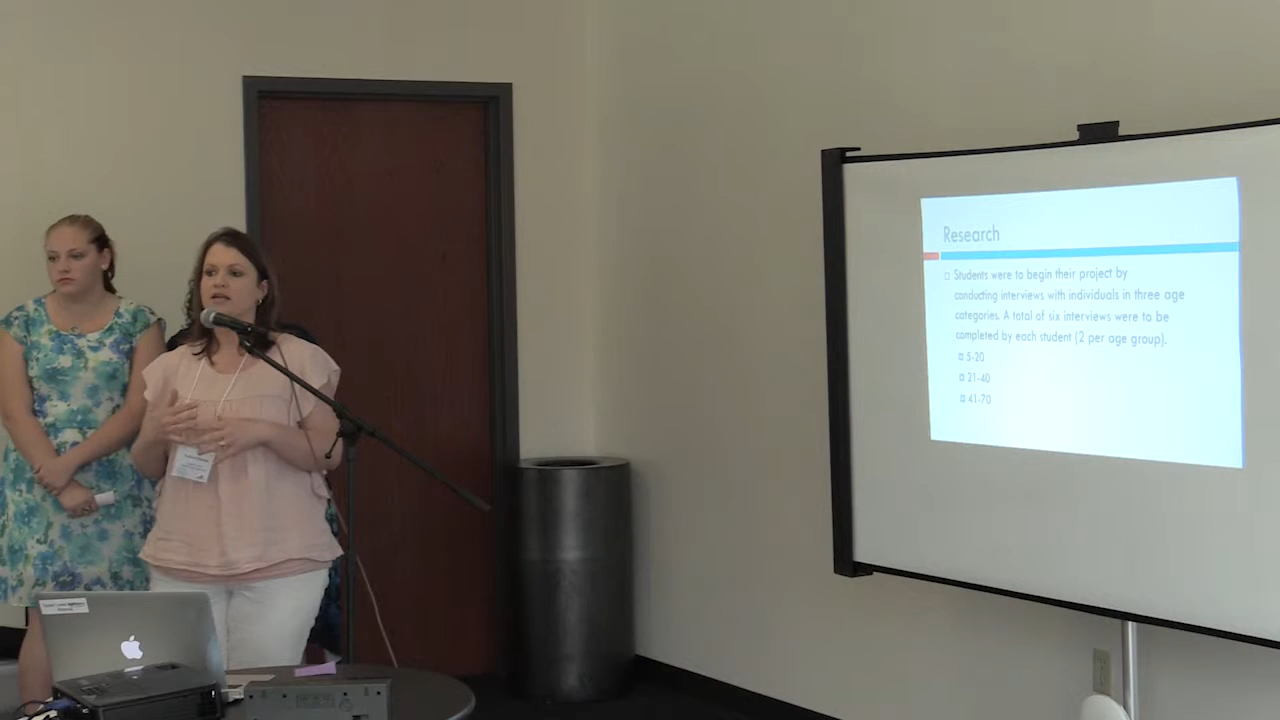 Research
□ Students were to begin their project by
conducting interviews with individuals in three age
categories. A total of six interviews were to be
completed by each student (2 per age group).
□ 5-20
□ 21-40
□ 41-70